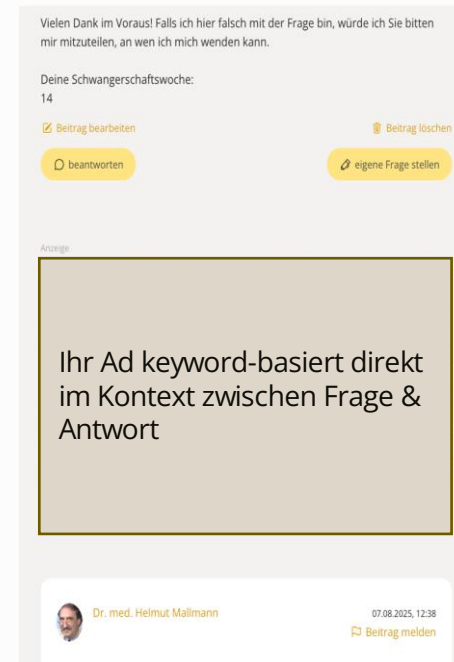 Vielen Dank im Voraus! Falls ich hier falsch mit der Frage bin, würde ich Sie bitten
mir mitzuteilen, an wen ich mich wenden kann.
Deine Schwangerschaftswoche:
14
Beitrag bearbeiten
Beitrag löschen
beantworten
eigene Frage stellen
Anzeige
Ihr Ad keyword-basiert direkt
im Kontext zwischen Frage &
Antwort
Dr. med. Helmut Mallmann
07.08.2025, 12:38
Beitrag melden